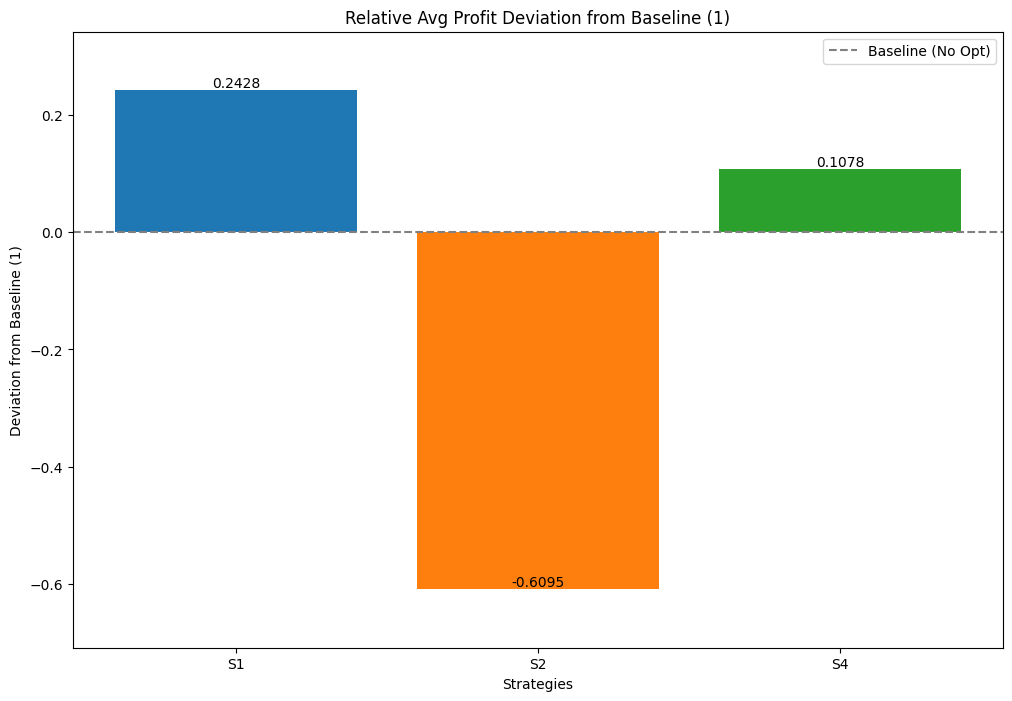 Relative Avg Profit Deviation from Baseline (1)
Baseline (No Opt)
0.2428
0.1078
-0.6095
Deviation from Baseline (1)
0.2
0.0
−0.2
−0.4
−0.6
S1
S2
S4
Strategies